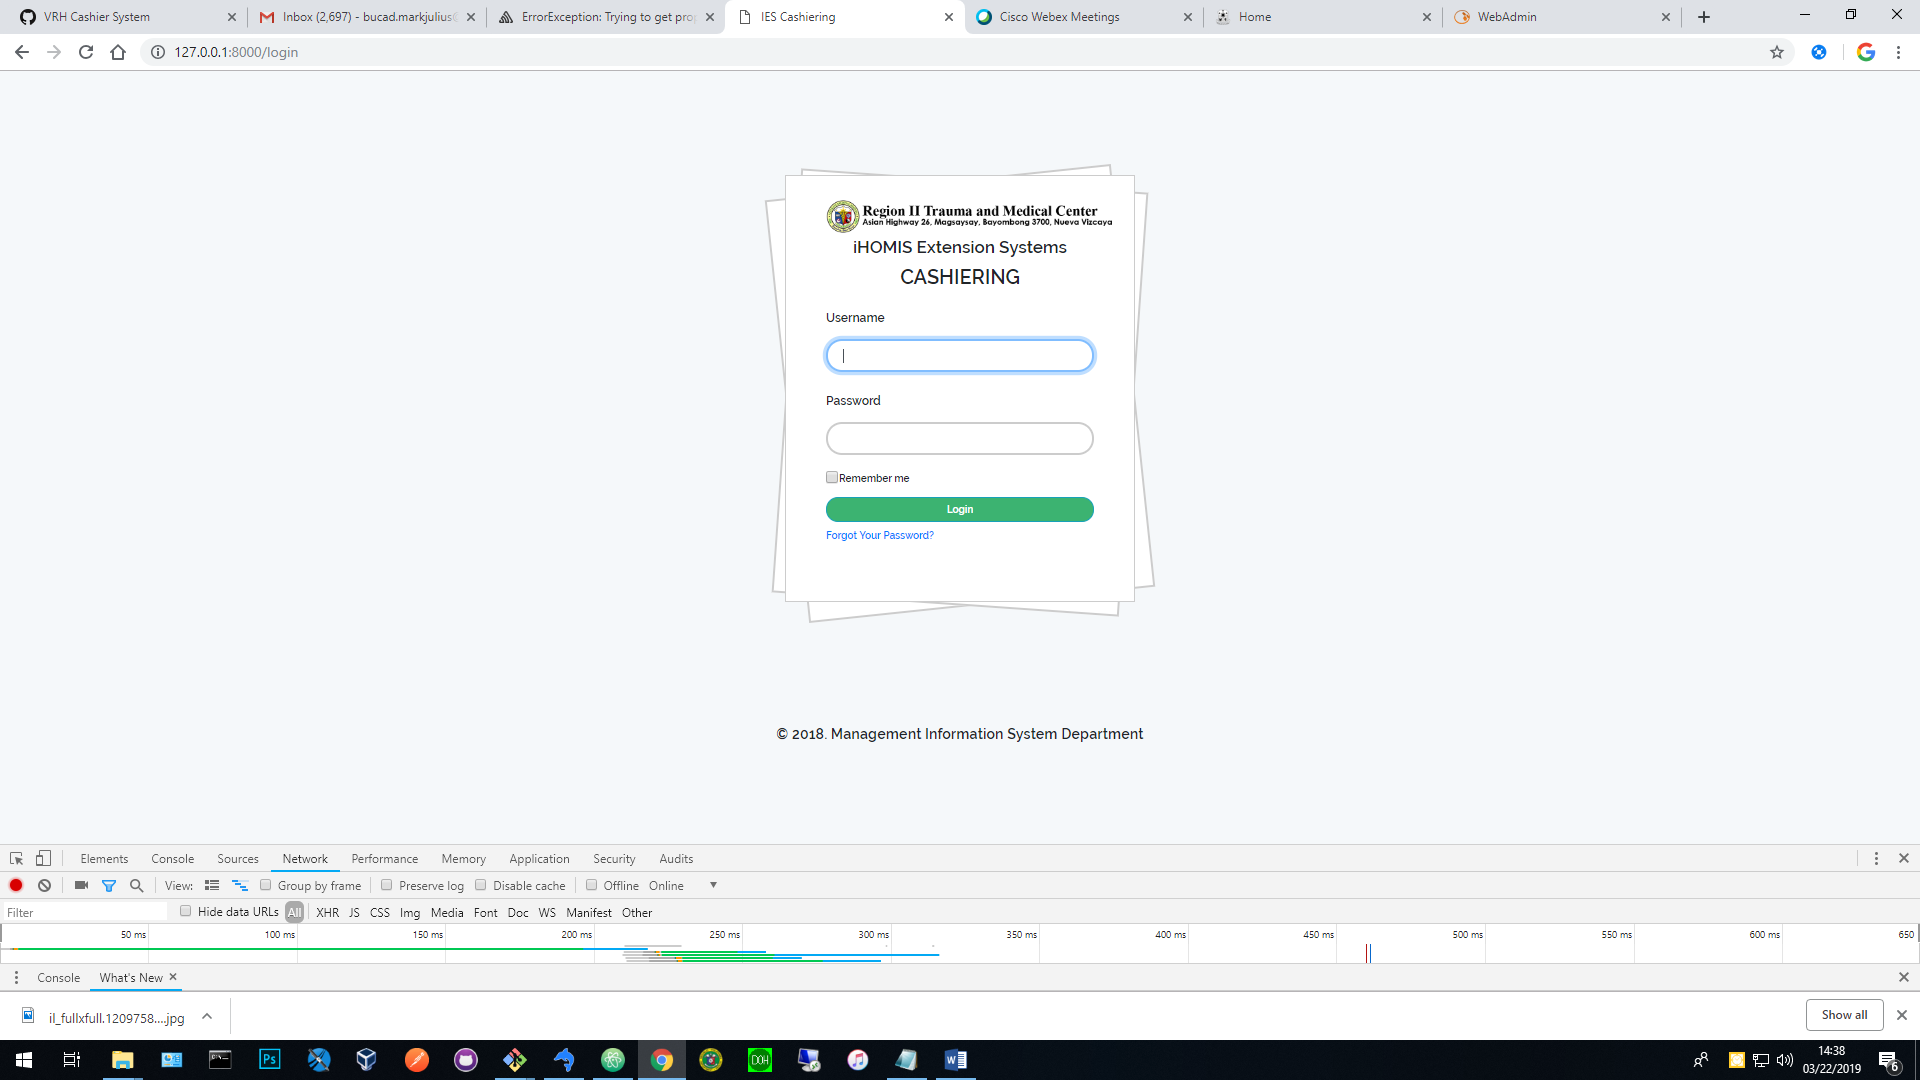 VRH Cashier System
Inbox (2,697) - bucad.markjulius
ErrorException: Trying to get pro
IES Cashiering
Cisco Webex Meetings
Home
WebAdmin
127.0.0.1:8000/login
Region II Trauma and Medical Center
Asian Highway 26, Magsaysay, Bayombong 3700, Nueva Vizcaya
iHOMIS Extension Systems
CASHIERING
Username
Password
Remember me
Login
Forgot Your Password?
© 2018. Management Information System Department
Elements Console Sources Network Performance Memory Application Security Audits
View: Group by frame Preserve log Disable cache Offline Online
Filter Hide data URLs All XHR JS CSS Img Media Font Doc WS Manifest Other
50 ms 100 ms 150 ms 200 ms 250 ms 300 ms 350 ms 400 ms 450 ms 500 ms 550 ms 600 ms 650
Console What's New
il_fullxfull.1209758....jpg
Show all
Ps
DOH
14:38
03/22/2019
6